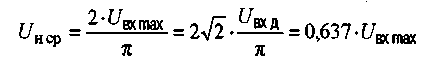 U н ср = 2·U вх max / π = 2√2 · U вх д / π = 0,637 · U вх max